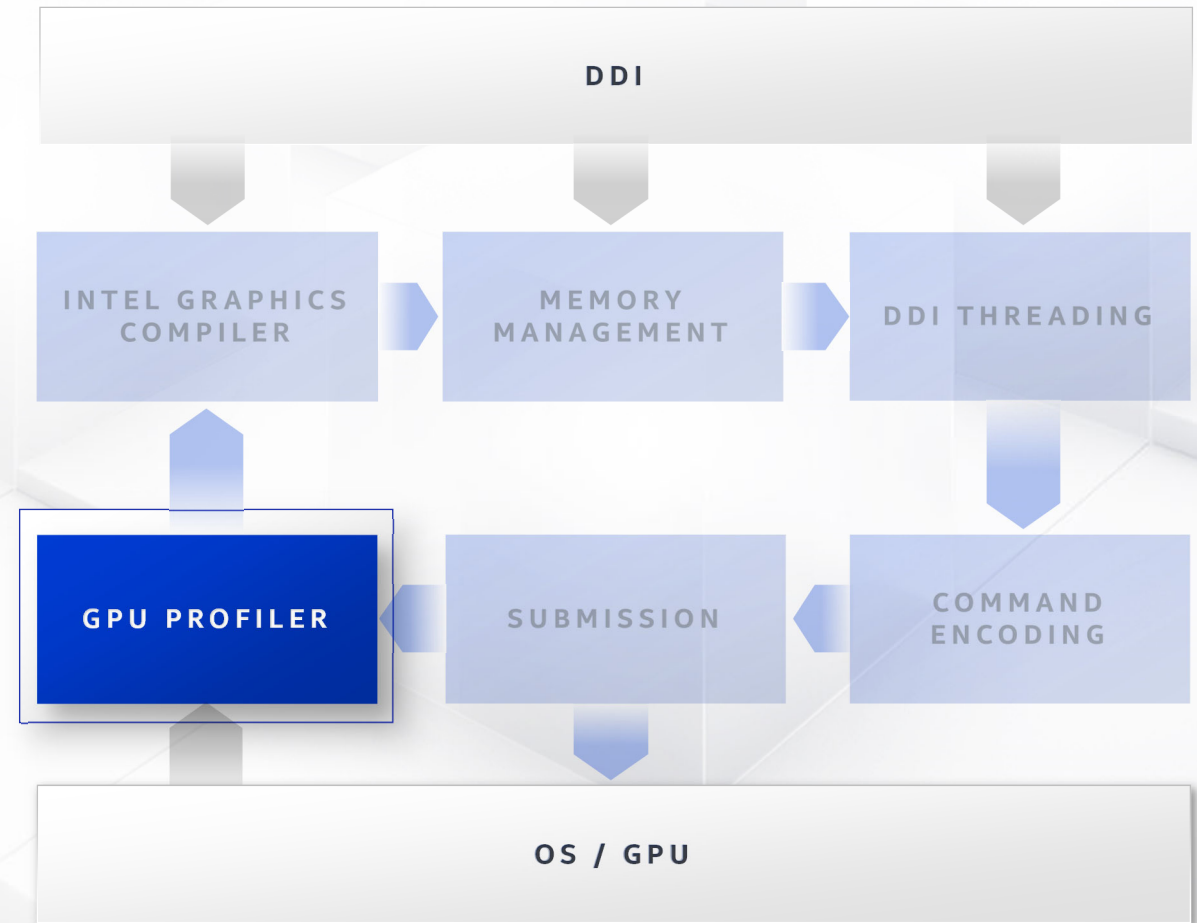 DDI
INTEL GRAPHICS
COMPILER
MEMORY
MANAGEMENT
DDI THREADING
GPU PROFILER
SUBMISSION
COMMAND
ENCODING
OS / GPU